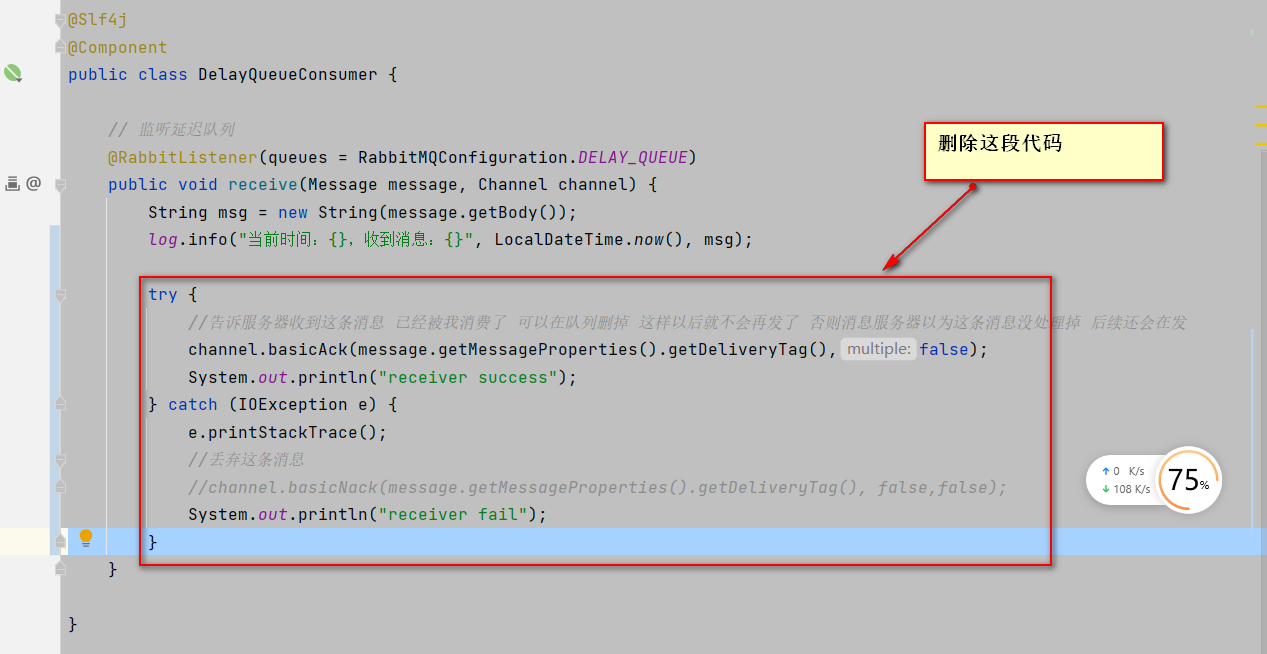 @Slf4j
@Component
public class DelayQueueConsumer {
// 监听延迟队列
@RabbitListener(queues = RabbitMQConfiguration.DELAY_QUEUE)
public void receive(Message message, Channel channel) {
String msg = new String(message.getBody());
log.info("当前时间：{}，收到消息：{}", LocalDateTime.now(), msg);
try {
//告诉服务器收到这条消息 已经被我消费了 可以在队列删掉 这样以后就不会再发了 否则消息服务器以为这条消息没处理掉 后续还会在发
channel.basicAck(message.getMessageProperties().getDeliveryTag(), multiple: false);
System.out.println("receiver success");
} catch (IOException e) {
e.printStackTrace();
//丢弃这条消息
//channel.basicNack(message.getMessageProperties().getDeliveryTag(), false,false);
System.out.println("receiver fail");
}
}
}
删除这段代码
@
↑ 0 K/s
↓ 108 K/s
75%